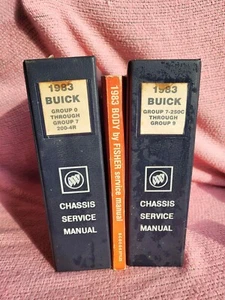 1983
BUICK
GROUP 0
THROUGH
GROUP 7
200-4R
CHASSIS
SERVICE
MANUAL
1983 BODY by FISHER service manual
1983
BUICK
GROUP 7-250C
THROUGH
GROUP 9
CHASSIS
SERVICE
MANUAL